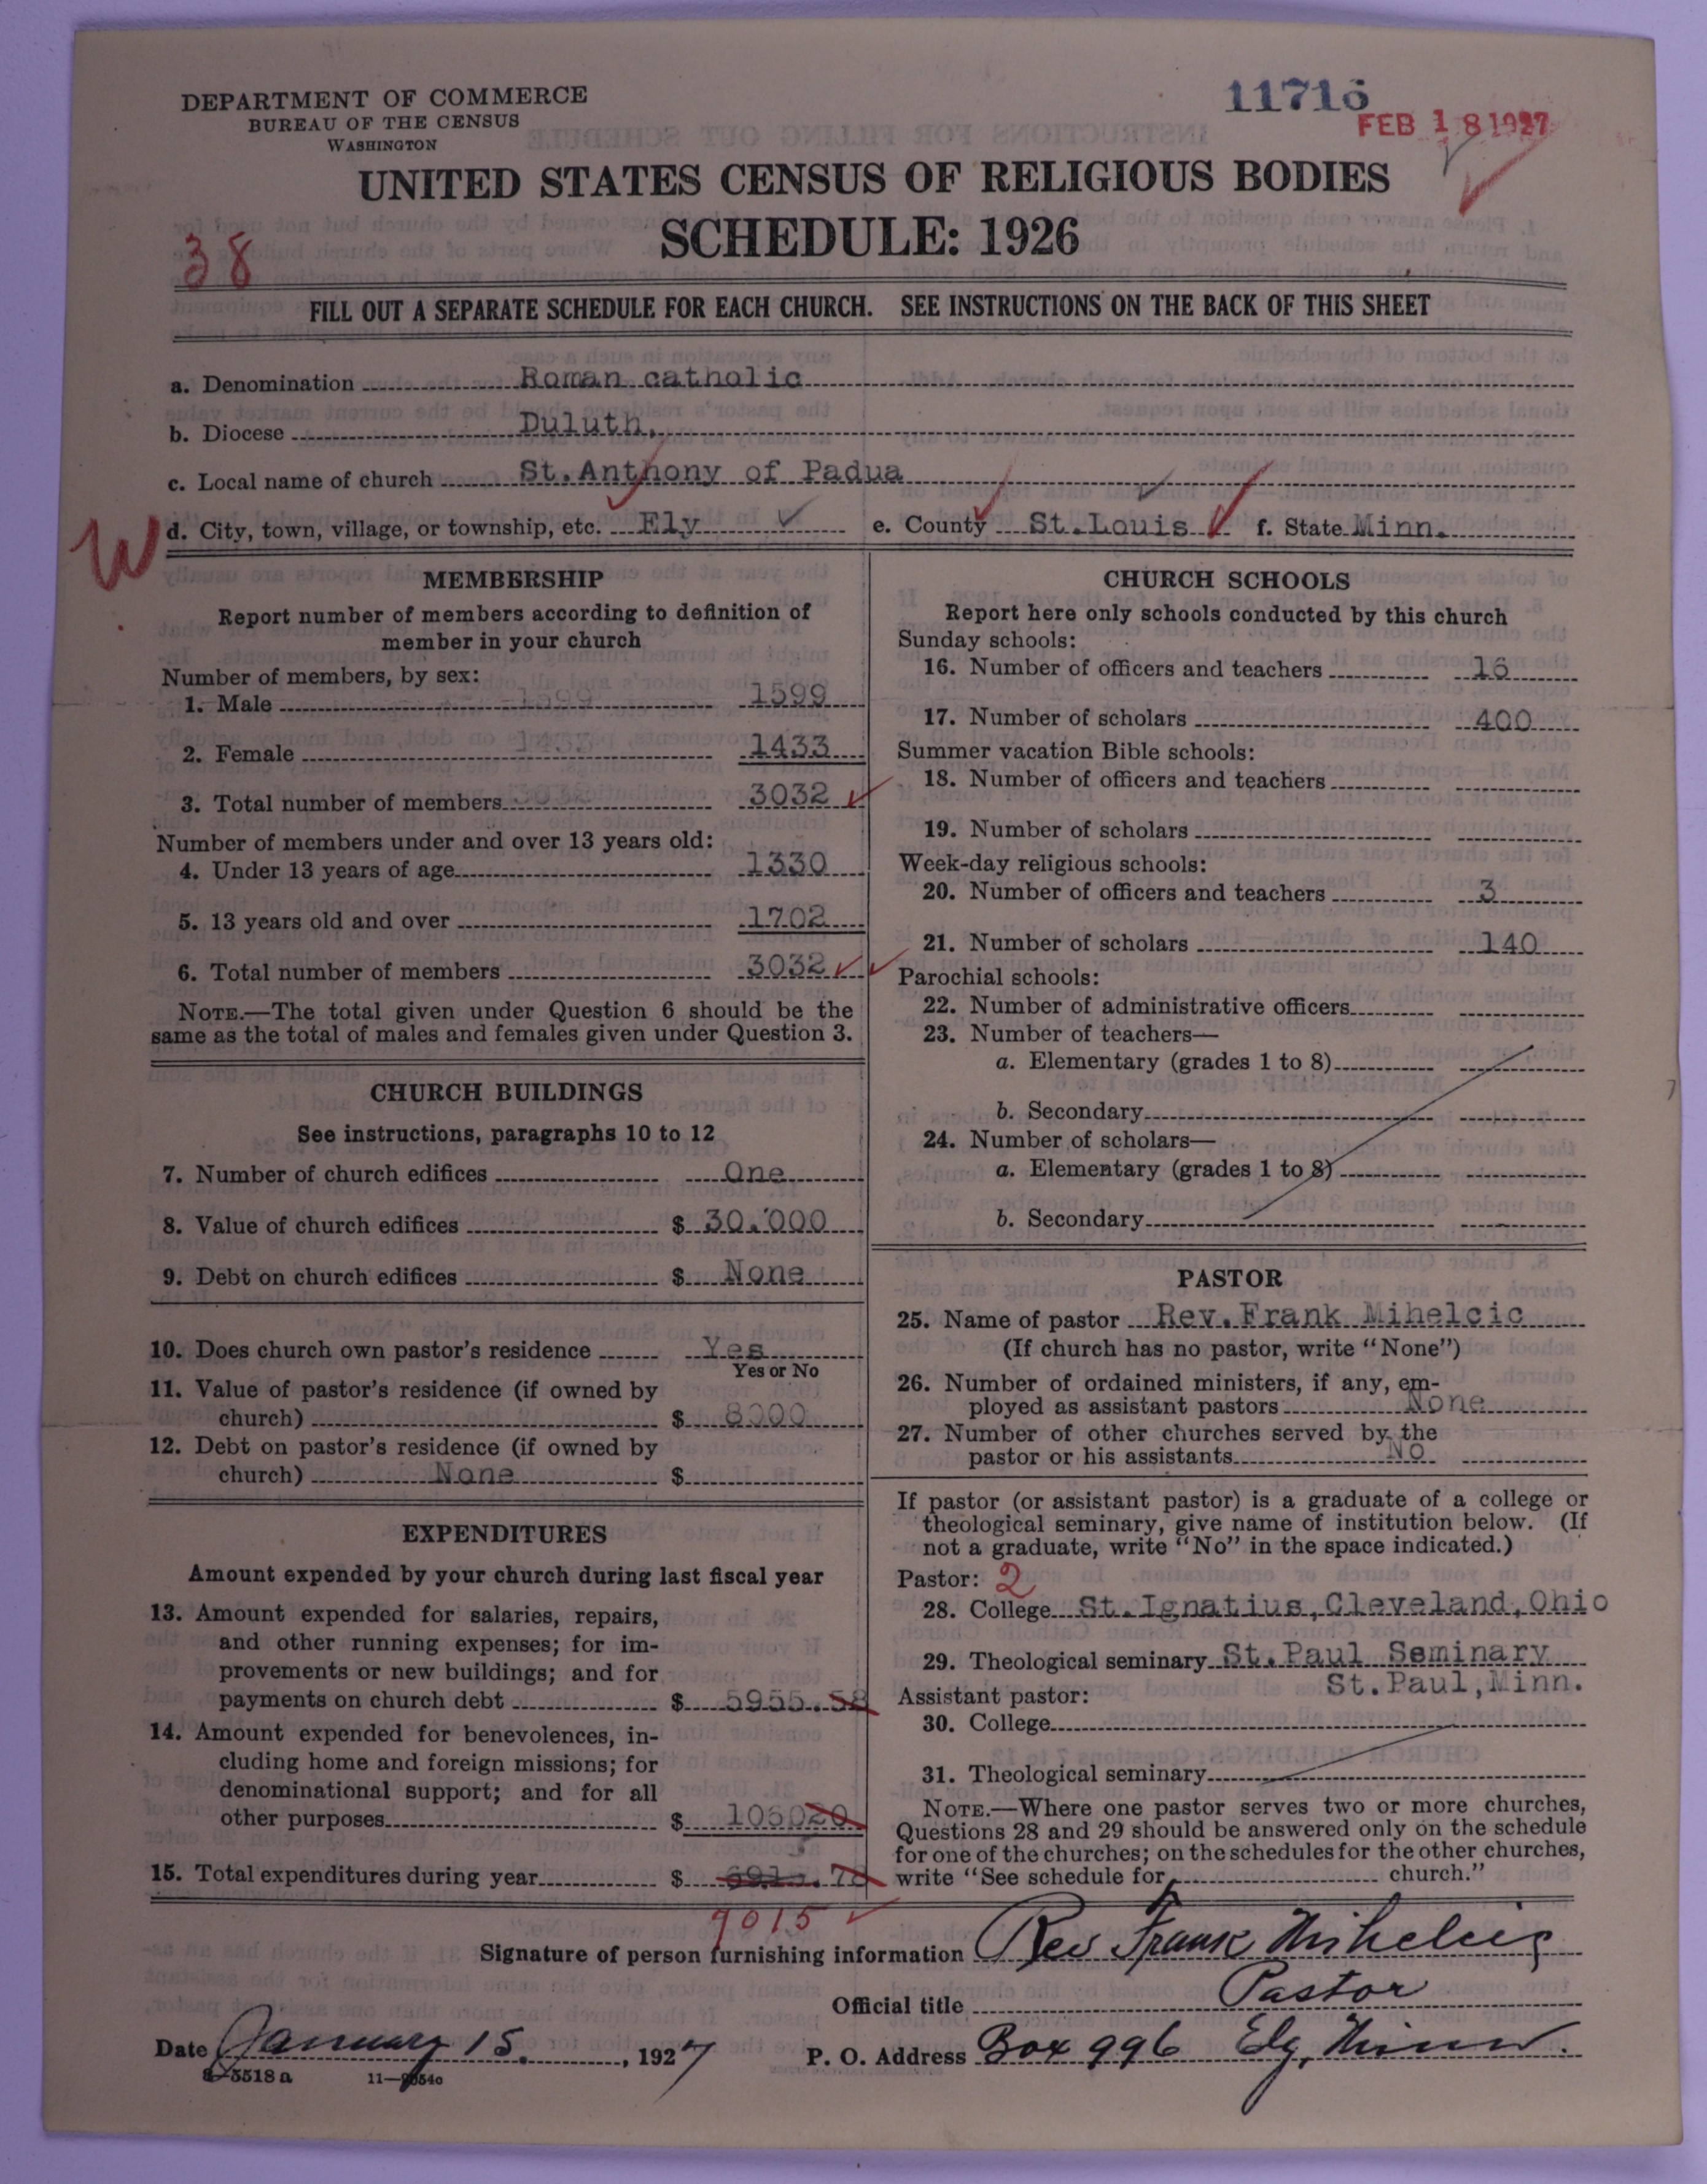 DEPARTMENT OF COMMERCE
BUREAU OF THE CENSUS
WASHINGTON
11716
FEB 18 1927
UNITED STATES CENSUS OF RELIGIOUS BODIES
SCHEDULE: 1926
38
FILL OUT A SEPARATE SCHEDULE FOR EACH CHURCH. SEE INSTRUCTIONS ON THE BACK OF THIS SHEET
a. Denomination Roman catholic
b. Diocese Duluth.
c. Local name of church St.Anthony of Padua
W d. City, town, village, or township, etc. Ely e. County St.Louis f. State Minn.
MEMBERSHIP
Report number of members according to definition of
member in your church
Number of members, by sex:
1. Male 1599
2. Female 1433
3. Total number of members 3032
Number of members under and over 13 years old:
4. Under 13 years of age 1330
5. 13 years old and over 1702
6. Total number of members 3032
NOTE.—The total given under Question 6 should be the
same as the total of males and females given under Question 3.
CHURCH BUILDINGS
See instructions, paragraphs 10 to 12
7. Number of church edifices One
8. Value of church edifices $ 30.000
9. Debt on church edifices $ None
10. Does church own pastor's residence Yes
Yes or No
11. Value of pastor's residence (if owned by
church) $ 8000
12. Debt on pastor's residence (if owned by
church) None $
EXPENDITURES
Amount expended by your church during last fiscal year
13. Amount expended for salaries, repairs,
and other running expenses; for im-
provements or new buildings; and for
payments on church debt $ 5955.58
14. Amount expended for benevolences, in-
cluding home and foreign missions; for
denominational support; and for all
other purposes $
15. Total expenditures during year $
7015
CHURCH SCHOOLS
Report here only schools conducted by this church
Sunday schools:
16. Number of officers and teachers 16
17. Number of scholars 400
Summer vacation Bible schools:
18. Number of officers and teachers
19. Number of scholars
Week-day religious schools:
20. Number of officers and teachers 3
21. Number of scholars 140
Parochial schools:
22. Number of administrative officers
23. Number of teachers—
a. Elementary (grades 1 to 8)
b. Secondary
24. Number of scholars—
a. Elementary (grades 1 to 8)
b. Secondary
PASTOR
25. Name of pastor Rev.Frank Mihelcic
(If church has no pastor, write "None")
26. Number of ordained ministers, if any, em-
ployed as assistant pastors None
27. Number of other churches served by the
pastor or his assistants No
If pastor (or assistant pastor) is a graduate of a college or
theological seminary, give name of institution below. (If
not a graduate, write "No" in the space indicated.)
Pastor: 2
28. College St.Ignatius,Cleveland,Ohio
29. Theological seminary St.Paul Seminary
Assistant pastor: St.Paul,Minn.
30. College
31. Theological seminary
NOTE.—Where one pastor serves two or more churches,
Questions 28 and 29 should be answered only on the schedule
for one of the churches; on the schedules for the other churches,
write "See schedule for church."
Signature of person furnishing information Rev Frank Mihelcic
Official title Pastor
Date January 15. , 1927 P. O. Address Box 996 Ely, Minn.
8-5518 a